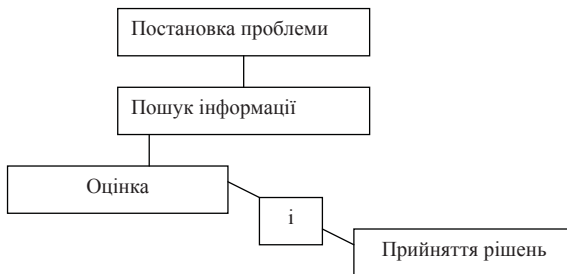 Постановка проблеми
Пошук інформації
Оцінка
і
Прийняття рішень